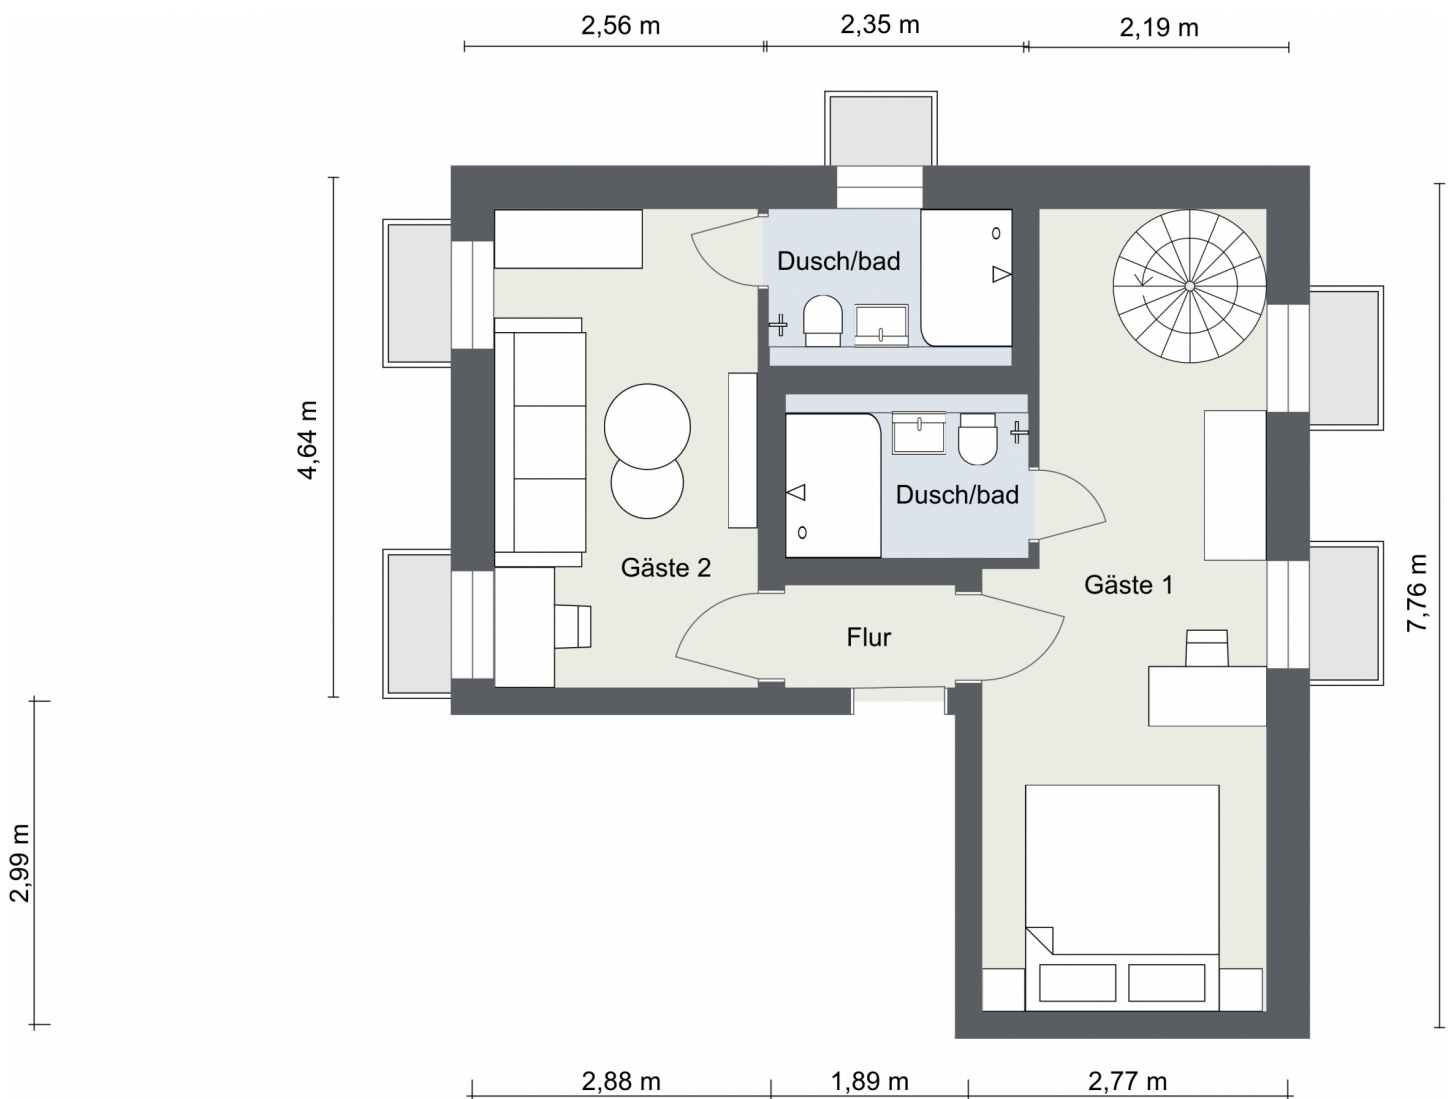 2,56 m
2,35 m
2,19 m
Dusch/bad
4,64 m
Dusch/bad
Gäste 2
Gäste 1
7,76 m
Flur
2,99 m
2,88 m
1,89 m
2,77 m